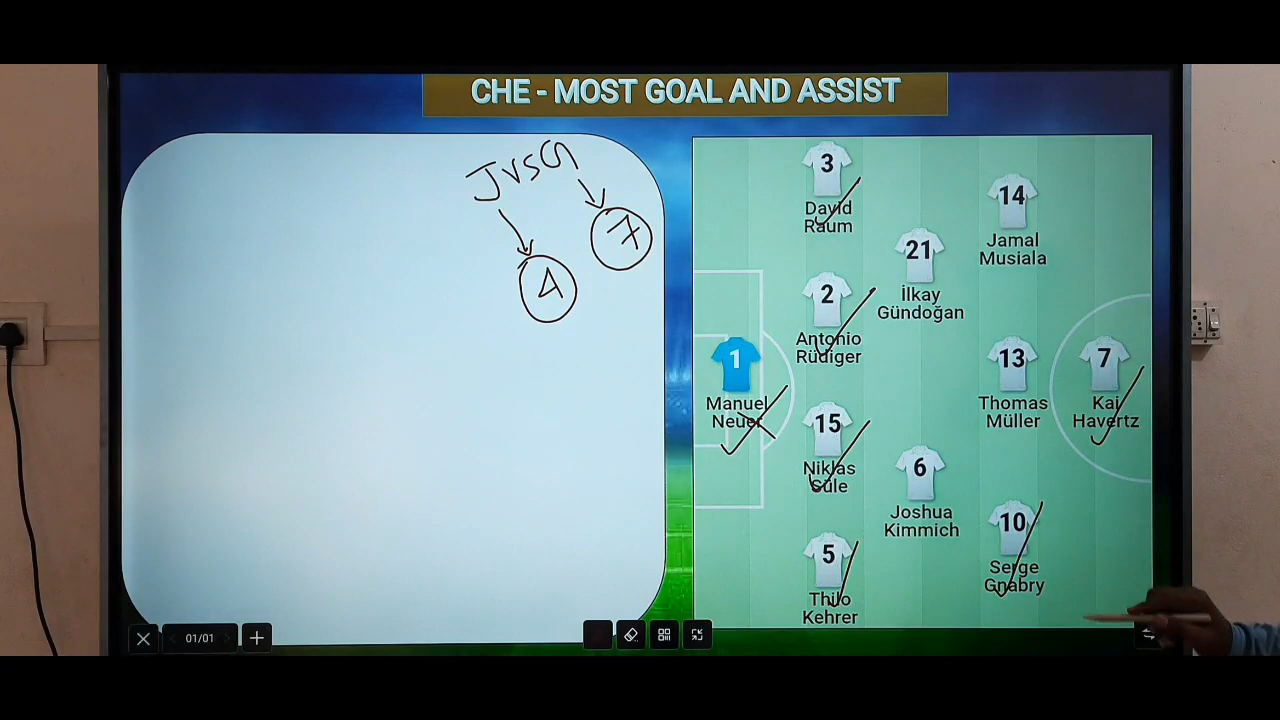 CHE - MOST GOAL AND ASSIST
J vs G
4
7
3
David
Raum
14
Jamal
Musiala
21
İlkay
Gündoğan
2
Antonio
Rüdiger
1
Manuel
Neuer
13
Thomas
Müller
7
Kai
Havertz
15
Niklas
Süle
6
Joshua
Kimmich
10
Serge
Gnabry
5
Thilo
Kehrer
01/01